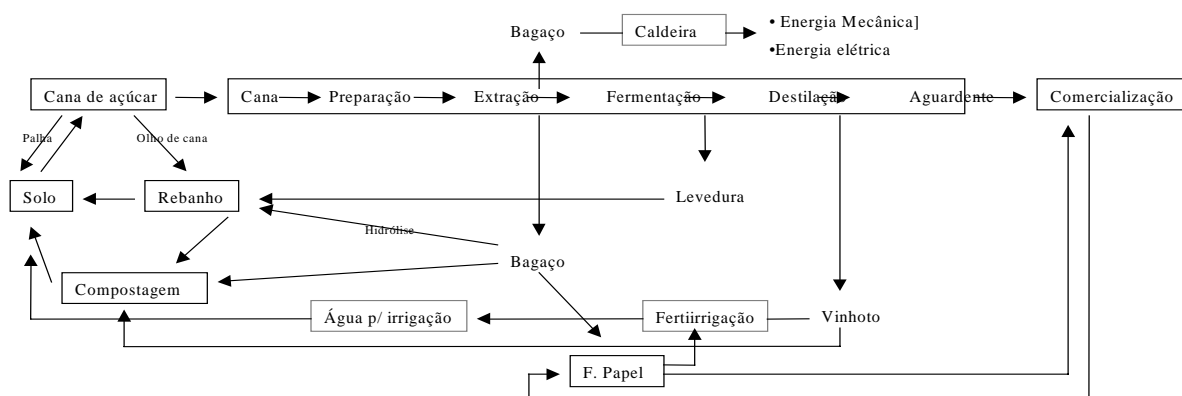 • Energia Mecânica]
Bagaço
Caldeira
•Energia elétrica
Cana de açúcar
Cana
Preparação
Extração
Fermentação
Destilação
Aguardente
Comercialização
Palha
Olho de cana
Solo
Rebanho
Levedura
Hidrólise
Bagaço
Compostagem
Água p/ irrigação
Fertiirrigação
Vinhoto
F. Papel